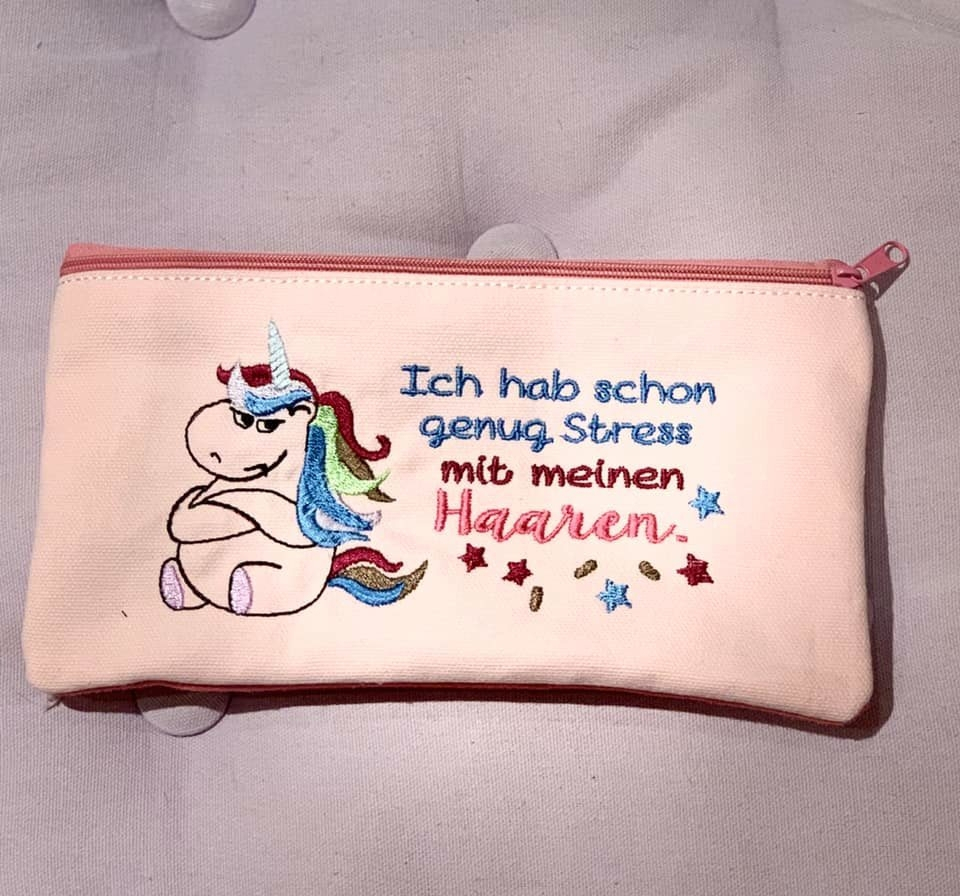 Ich hab schon
genug Stress
mit meinen
Haaren.